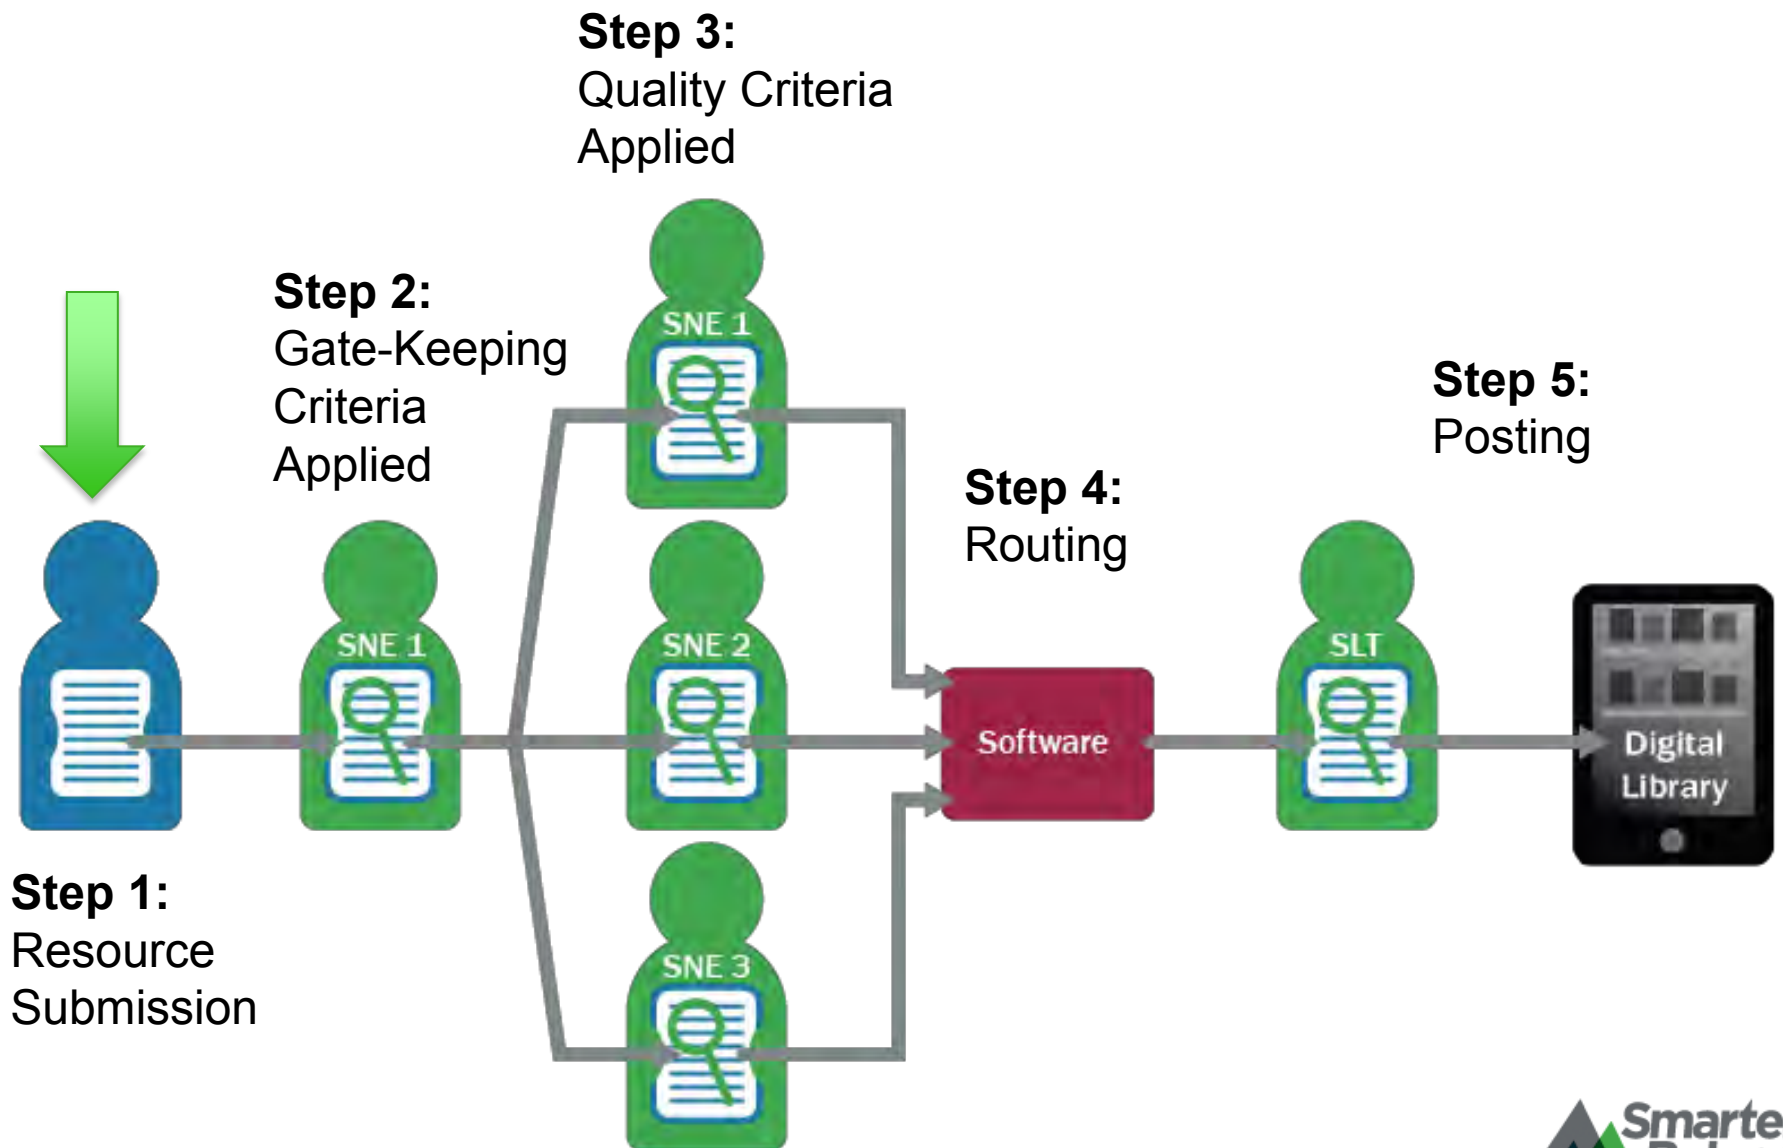 Step 3:
Quality Criteria
Applied
Step 2:
Gate-Keeping
Criteria
Applied
SNE 1
Step 5:
Posting
Step 4:
Routing
SNE 1
SNE 2
SLT
Software
Digital
Library
Step 1:
Resource
Submission
SNE 3
Smarte